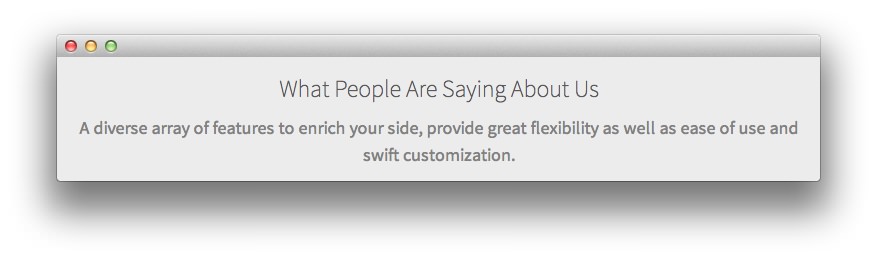 What People Are Saying About Us
A diverse array of features to enrich your side, provide great flexibility as well as ease of use and
swift customization.